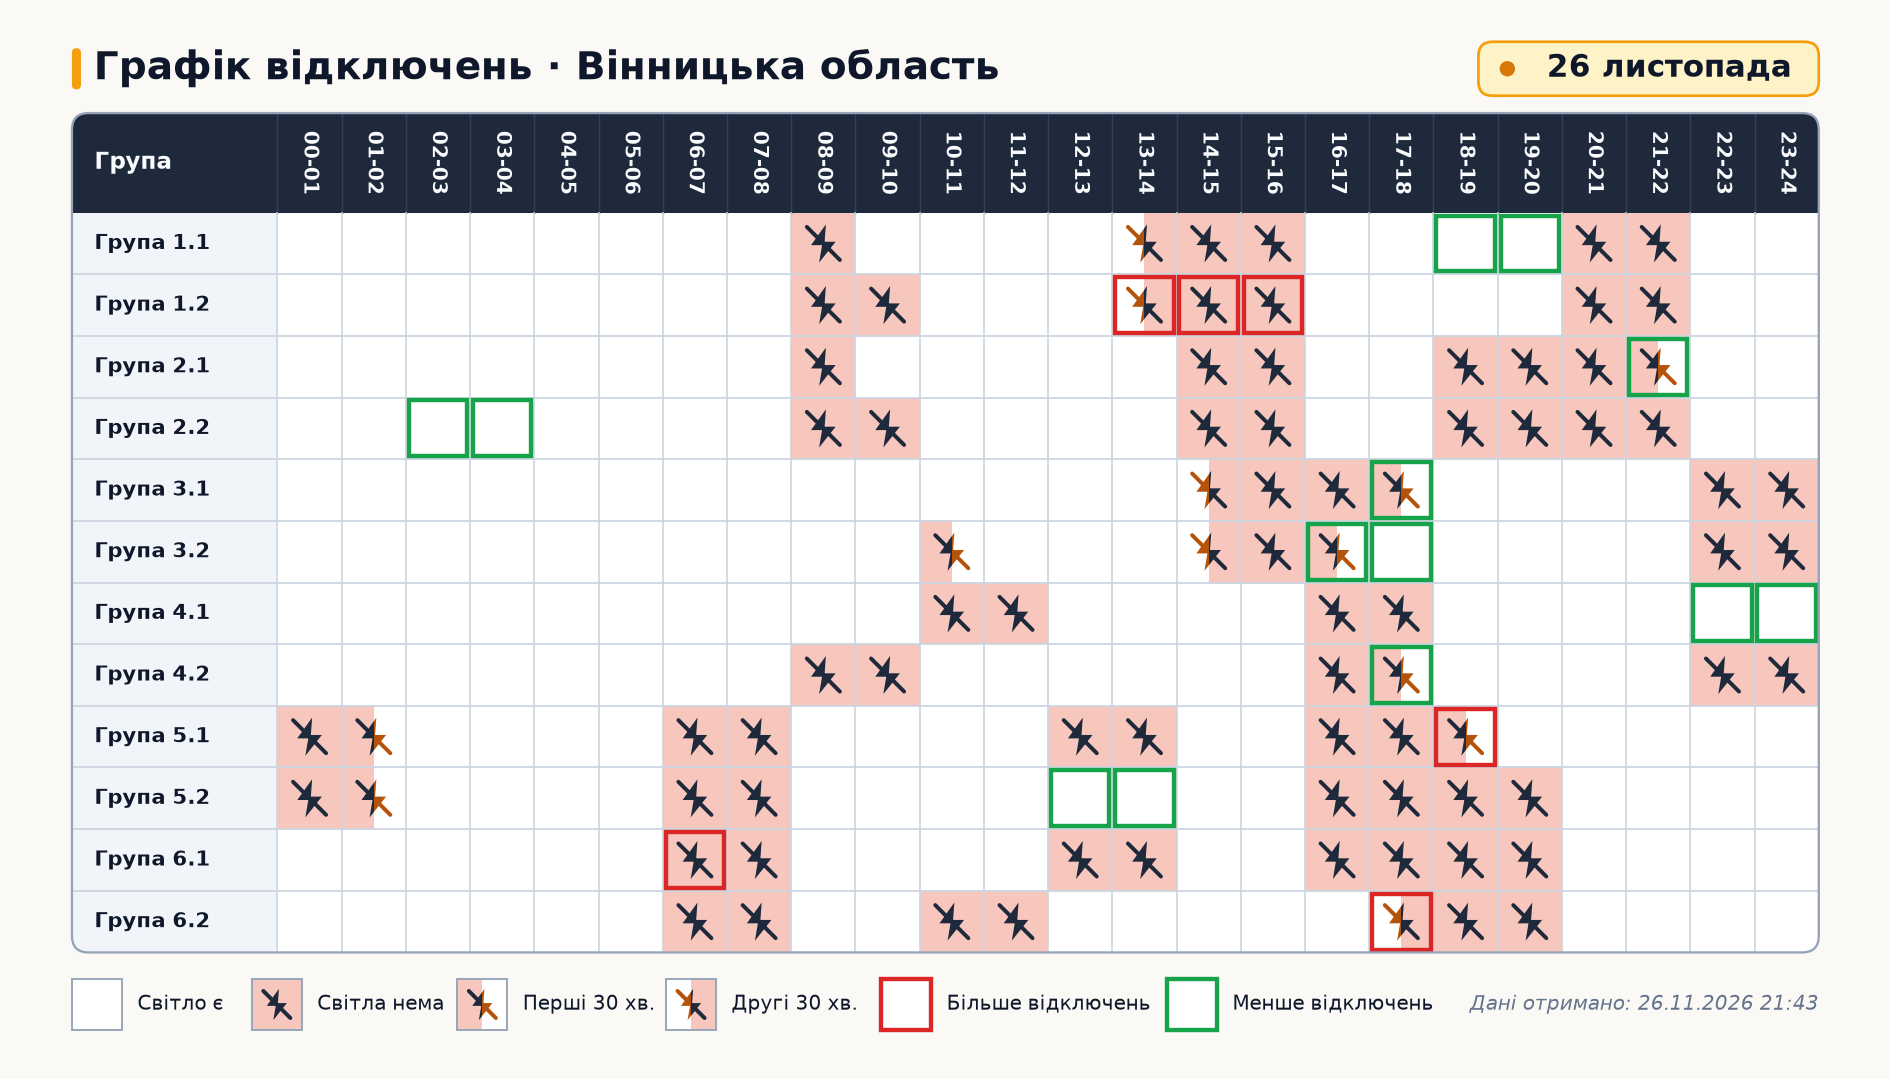 Графік відключень · Вінницька область
26 листопада
Група 00-01 01-02 02-03 03-04 04-05 05-06 06-07 07-08 08-09 09-10 10-11 11-12 12-13 13-14 14-15 15-16 16-17 17-18 18-19 19-20 20-21 21-22 22-23 23-24
Група 1.1
Група 1.2
Група 2.1
Група 2.2
Група 3.1
Група 3.2
Група 4.1
Група 4.2
Група 5.1
Група 5.2
Група 6.1
Група 6.2
Світло є Світла нема Перші 30 хв. Другі 30 хв. Більше відключень Менше відключень Дані отримано: 26.11.2026 21:43